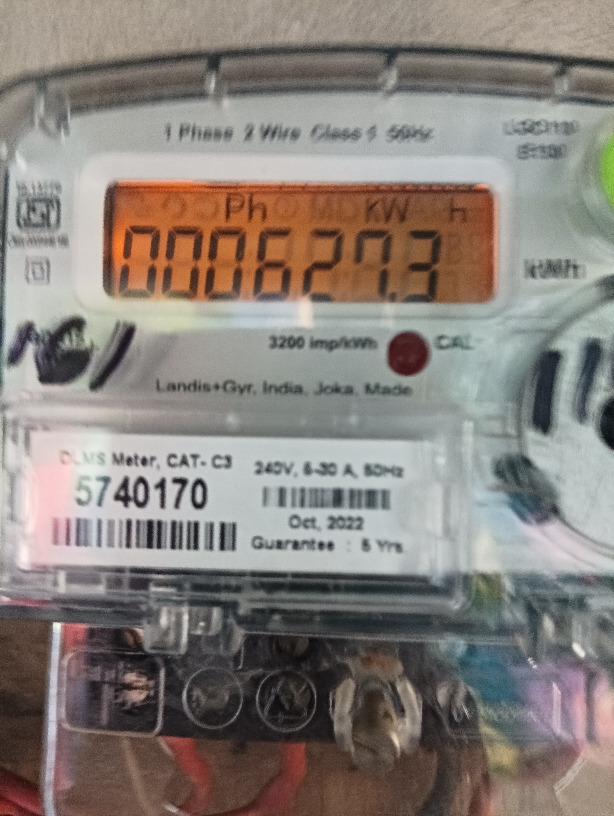 1 Phase 2 Wire Class 1 50Hz
Ph KW h
000627.3
kWh
3200 imp/kWh CAL
Landis+Gyr, India, Joka, Made
DLMS Meter, CAT- C3
5740170
240V, 5-30 A, 50Hz
Oct, 2022
Guarantee : 5 Yrs